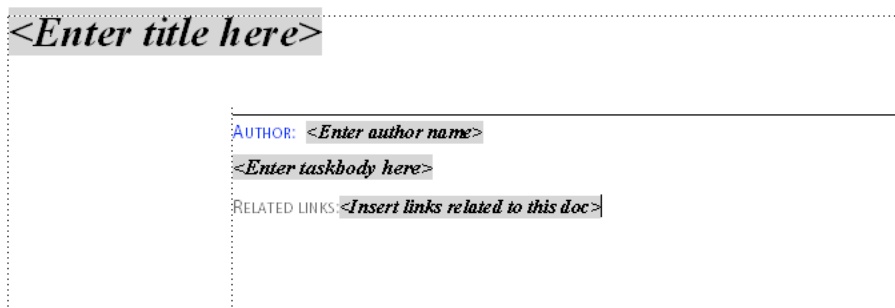 <Enter title here>
AUTHOR: <Enter author name>
<Enter taskbody here>
RELATED LINKS:<Insert links related to this doc>